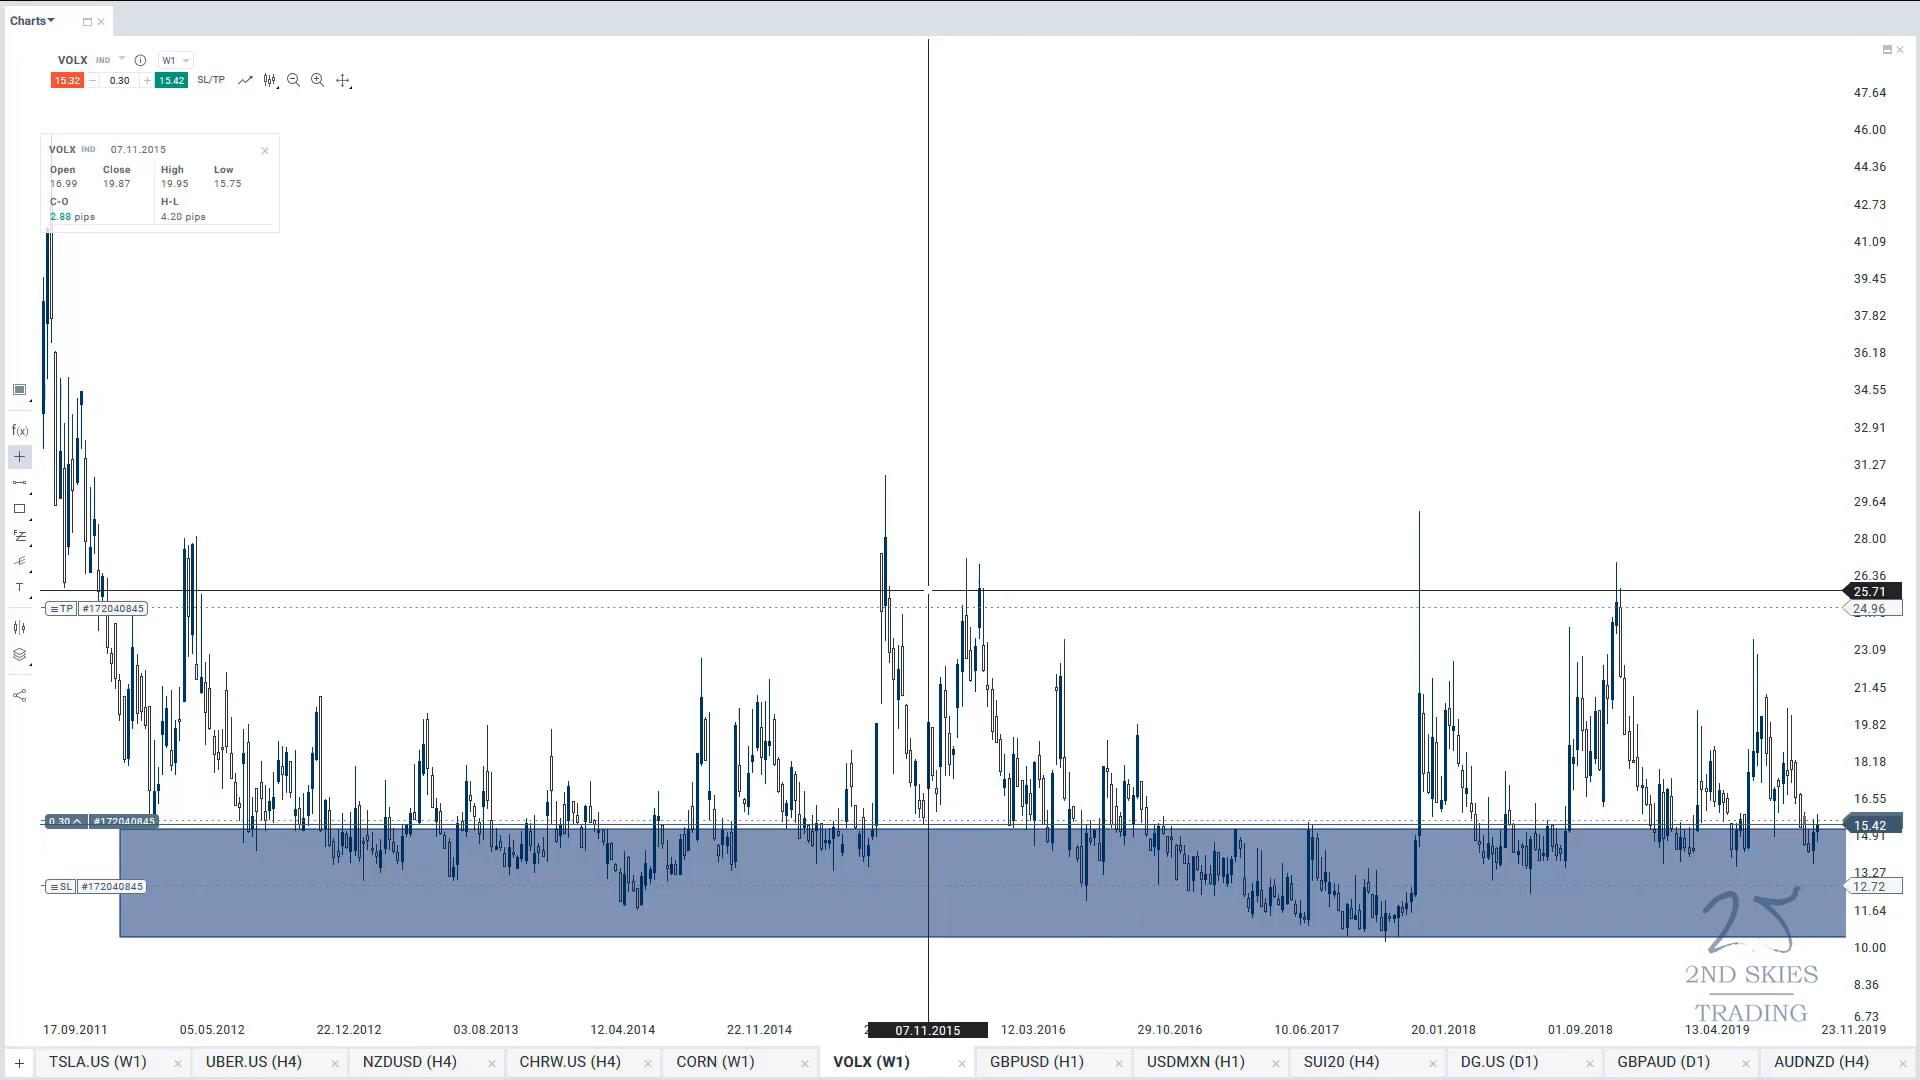 Charts
VOLX IND W1
15.32 0.30 15.42 SL/TP
VOLX IND 07.11.2015
Open Close High Low
16.99 19.87 19.95 15.75
C-O H-L
2.88 pips 4.20 pips
47.64
46.00
44.36
42.73
41.09
39.45
37.82
36.18
34.55
32.91
31.27
29.64
28.00
26.36
25.71
24.96
23.09
21.45
19.82
18.18
16.55
15.42
14.91
13.27
12.72
11.64
10.00
8.36
6.73
f(x)
T
TP #172040845
0.30 #172040845
SL #172040845
25
2ND SKIES
TRADING
17.09.2011 05.05.2012 22.12.2012 03.08.2013 12.04.2014 22.11.2014 07.11.2015 12.03.2016 29.10.2016 10.06.2017 20.01.2018 01.09.2018 13.04.2019 23.11.2019
+ TSLA.US (W1) UBER.US (H4) NZDUSD (H4) CHRW.US (H4) CORN (W1) VOLX (W1) GBPUSD (H1) USDMXN (H1) SUI20 (H4) DG.US (D1) GBPAUD (D1) AUDNZD (H4)